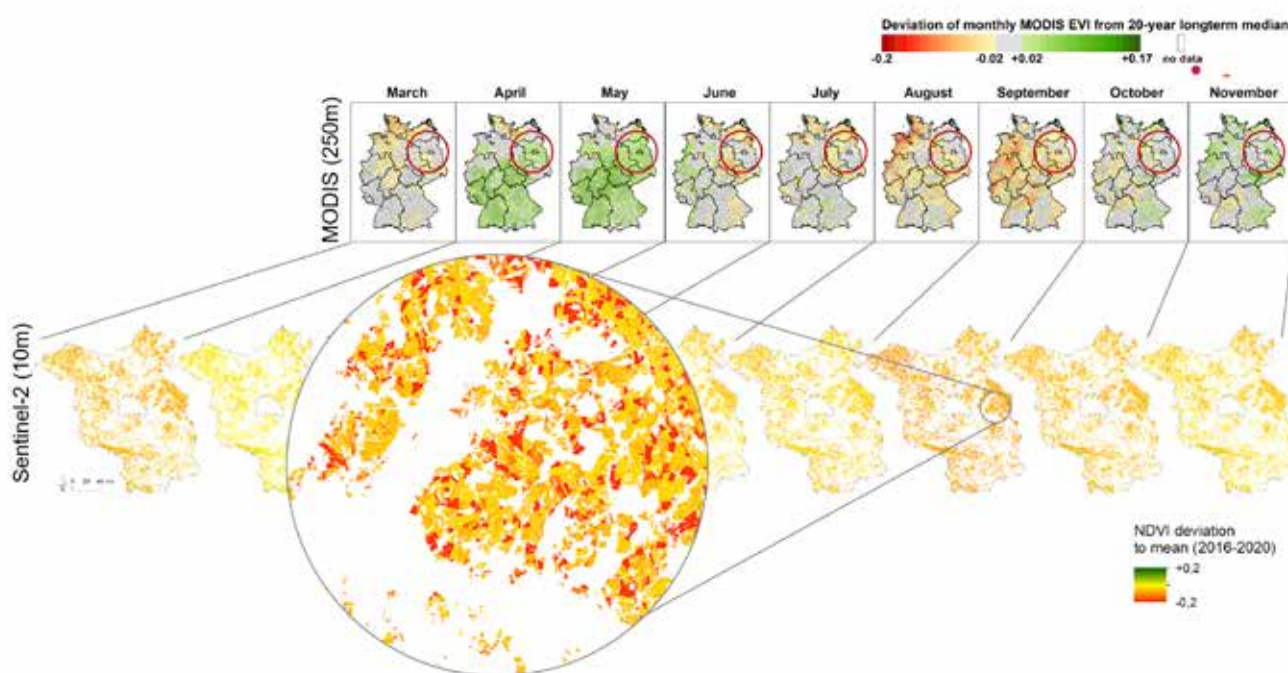 Deviation of monthly MODIS EVI from 20-year longterm median
-0.2 -0.02 +0.02 +0.17 no data
March April May June July August September October November
MODIS (250m)
Sentinel-2 (10m)
NDVI deviation
to mean (2016-2020)
+0,2
-0,2